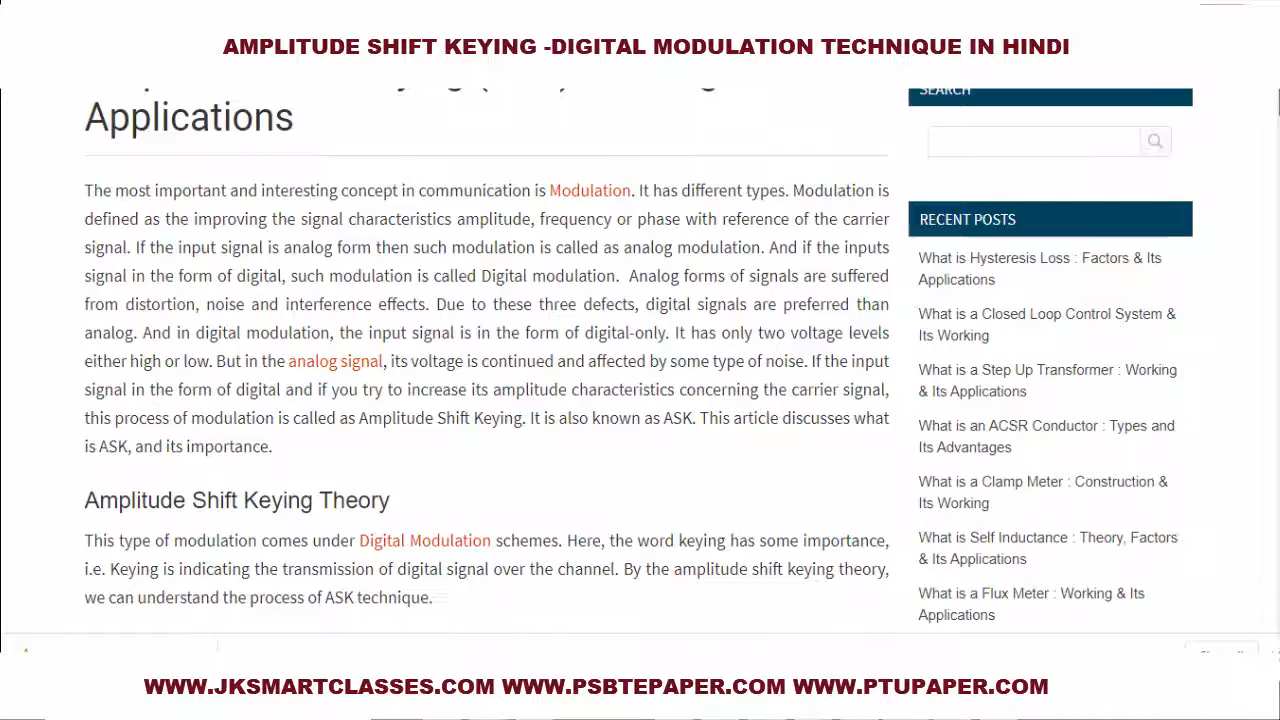 AMPLITUDE SHIFT KEYING -DIGITAL MODULATION TECHNIQUE IN HINDI
Applications
The most important and interesting concept in communication is Modulation. It has different types. Modulation is
defined as the improving the signal characteristics amplitude, frequency or phase with reference of the carrier
signal. If the input signal is analog form then such modulation is called as analog modulation. And if the inputs
signal in the form of digital, such modulation is called Digital modulation. Analog forms of signals are suffered
from distortion, noise and interference effects. Due to these three defects, digital signals are preferred than
analog. And in digital modulation, the input signal is in the form of digital-only. It has only two voltage levels
either high or low. But in the analog signal, its voltage is continued and affected by some type of noise. If the input
signal in the form of digital and if you try to increase its amplitude characteristics concerning the carrier signal,
this process of modulation is called as Amplitude Shift Keying. It is also known as ASK. This article discusses what
is ASK, and its importance.
Amplitude Shift Keying Theory
This type of modulation comes under Digital Modulation schemes. Here, the word keying has some importance,
i.e. Keying is indicating the transmission of digital signal over the channel. By the amplitude shift keying theory,
we can understand the process of ASK technique.
SEARCH
RECENT POSTS
What is Hysteresis Loss : Factors & Its
Applications
What is a Closed Loop Control System &
Its Working
What is a Step Up Transformer : Working
& Its Applications
What is an ACSR Conductor : Types and
Its Advantages
What is a Clamp Meter : Construction &
Its Working
What is Self Inductance : Theory, Factors
& Its Applications
What is a Flux Meter : Working & Its
Applications
WWW.JKSMARTCLASSES.COM WWW.PSBTEPAPER.COM WWW.PTUPAPER.COM